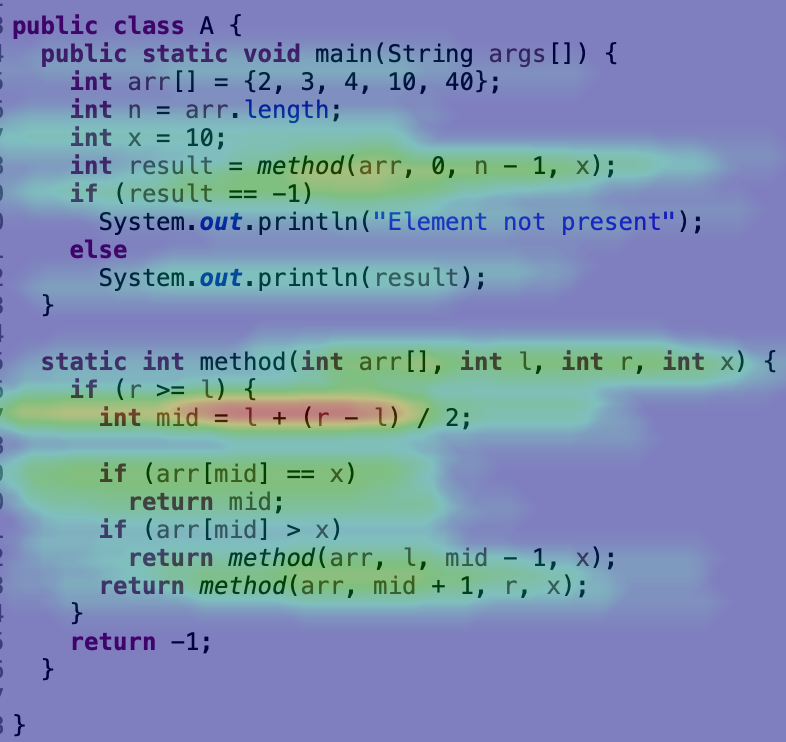 public class A {
public static void main(String args[]) {
int arr[] = {2, 3, 4, 10, 40};
int n = arr.length;
int x = 10;
int result = method(arr, 0, n - 1, x);
if (result == -1)
System.out.println("Element not present");
else
System.out.println(result);
}
static int method(int arr[], int l, int r, int x) {
if (r >= l) {
int mid = l + (r - l) / 2;
if (arr[mid] == x)
return mid;
if (arr[mid] > x)
return method(arr, l, mid - 1, x);
return method(arr, mid + 1, r, x);
}
return -1;
}
}